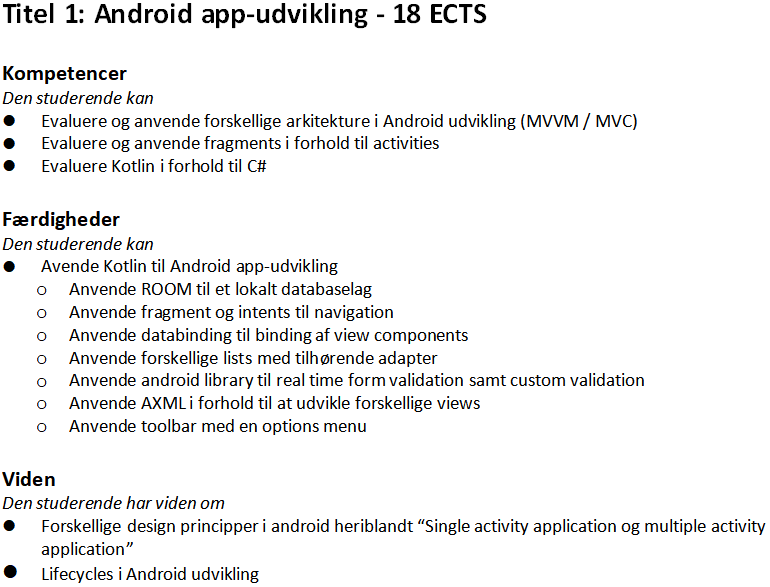 Titel 1: Android app-udvikling - 18 ECTS
Kompetencer
Den studerende kan
● Evaluere og anvende forskellige arkitekture i Android udvikling (MVVM / MVC)
● Evaluere og anvende fragments i forhold til activities
● Evaluere Kotlin i forhold til C#
Færdigheder
Den studerende kan
● Avende Kotlin til Android app-udvikling
o Anvende ROOM til et lokalt databaselag
o Anvende fragment og intents til navigation
o Anvende databinding til binding af view components
o Anvende forskellige lists med tilhørende adapter
o Anvende android library til real time form validation samt custom validation
o Anvende AXML i forhold til at udvikle forskellige views
o Anvende toolbar med en options menu
Viden
Den studerende har viden om
● Forskellige design principper i android heriblandt “Single activity application og multiple activity
application”
● Lifecycles i Android udvikling